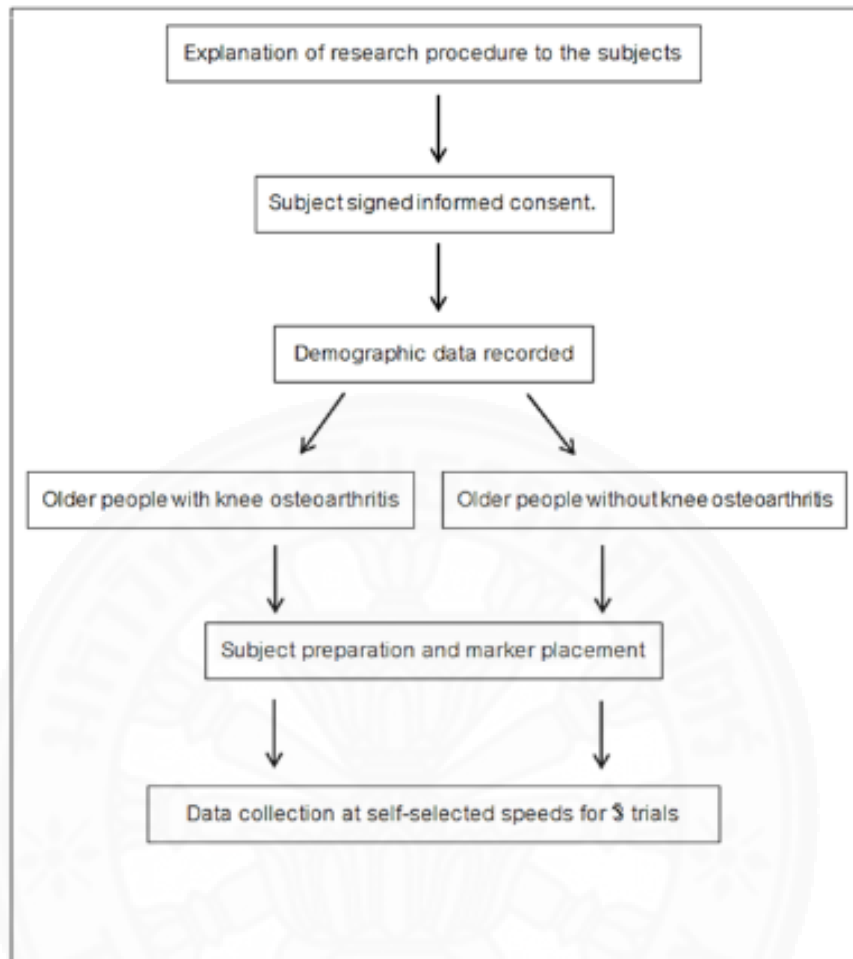 Explanation of research procedure to the subjects
Subject signed informed consent.
Demographic data recorded
Older people with knee osteoarthritis
Older people without knee osteoarthritis
Subject preparation and marker placement
Data collection at self-selected speeds for trials